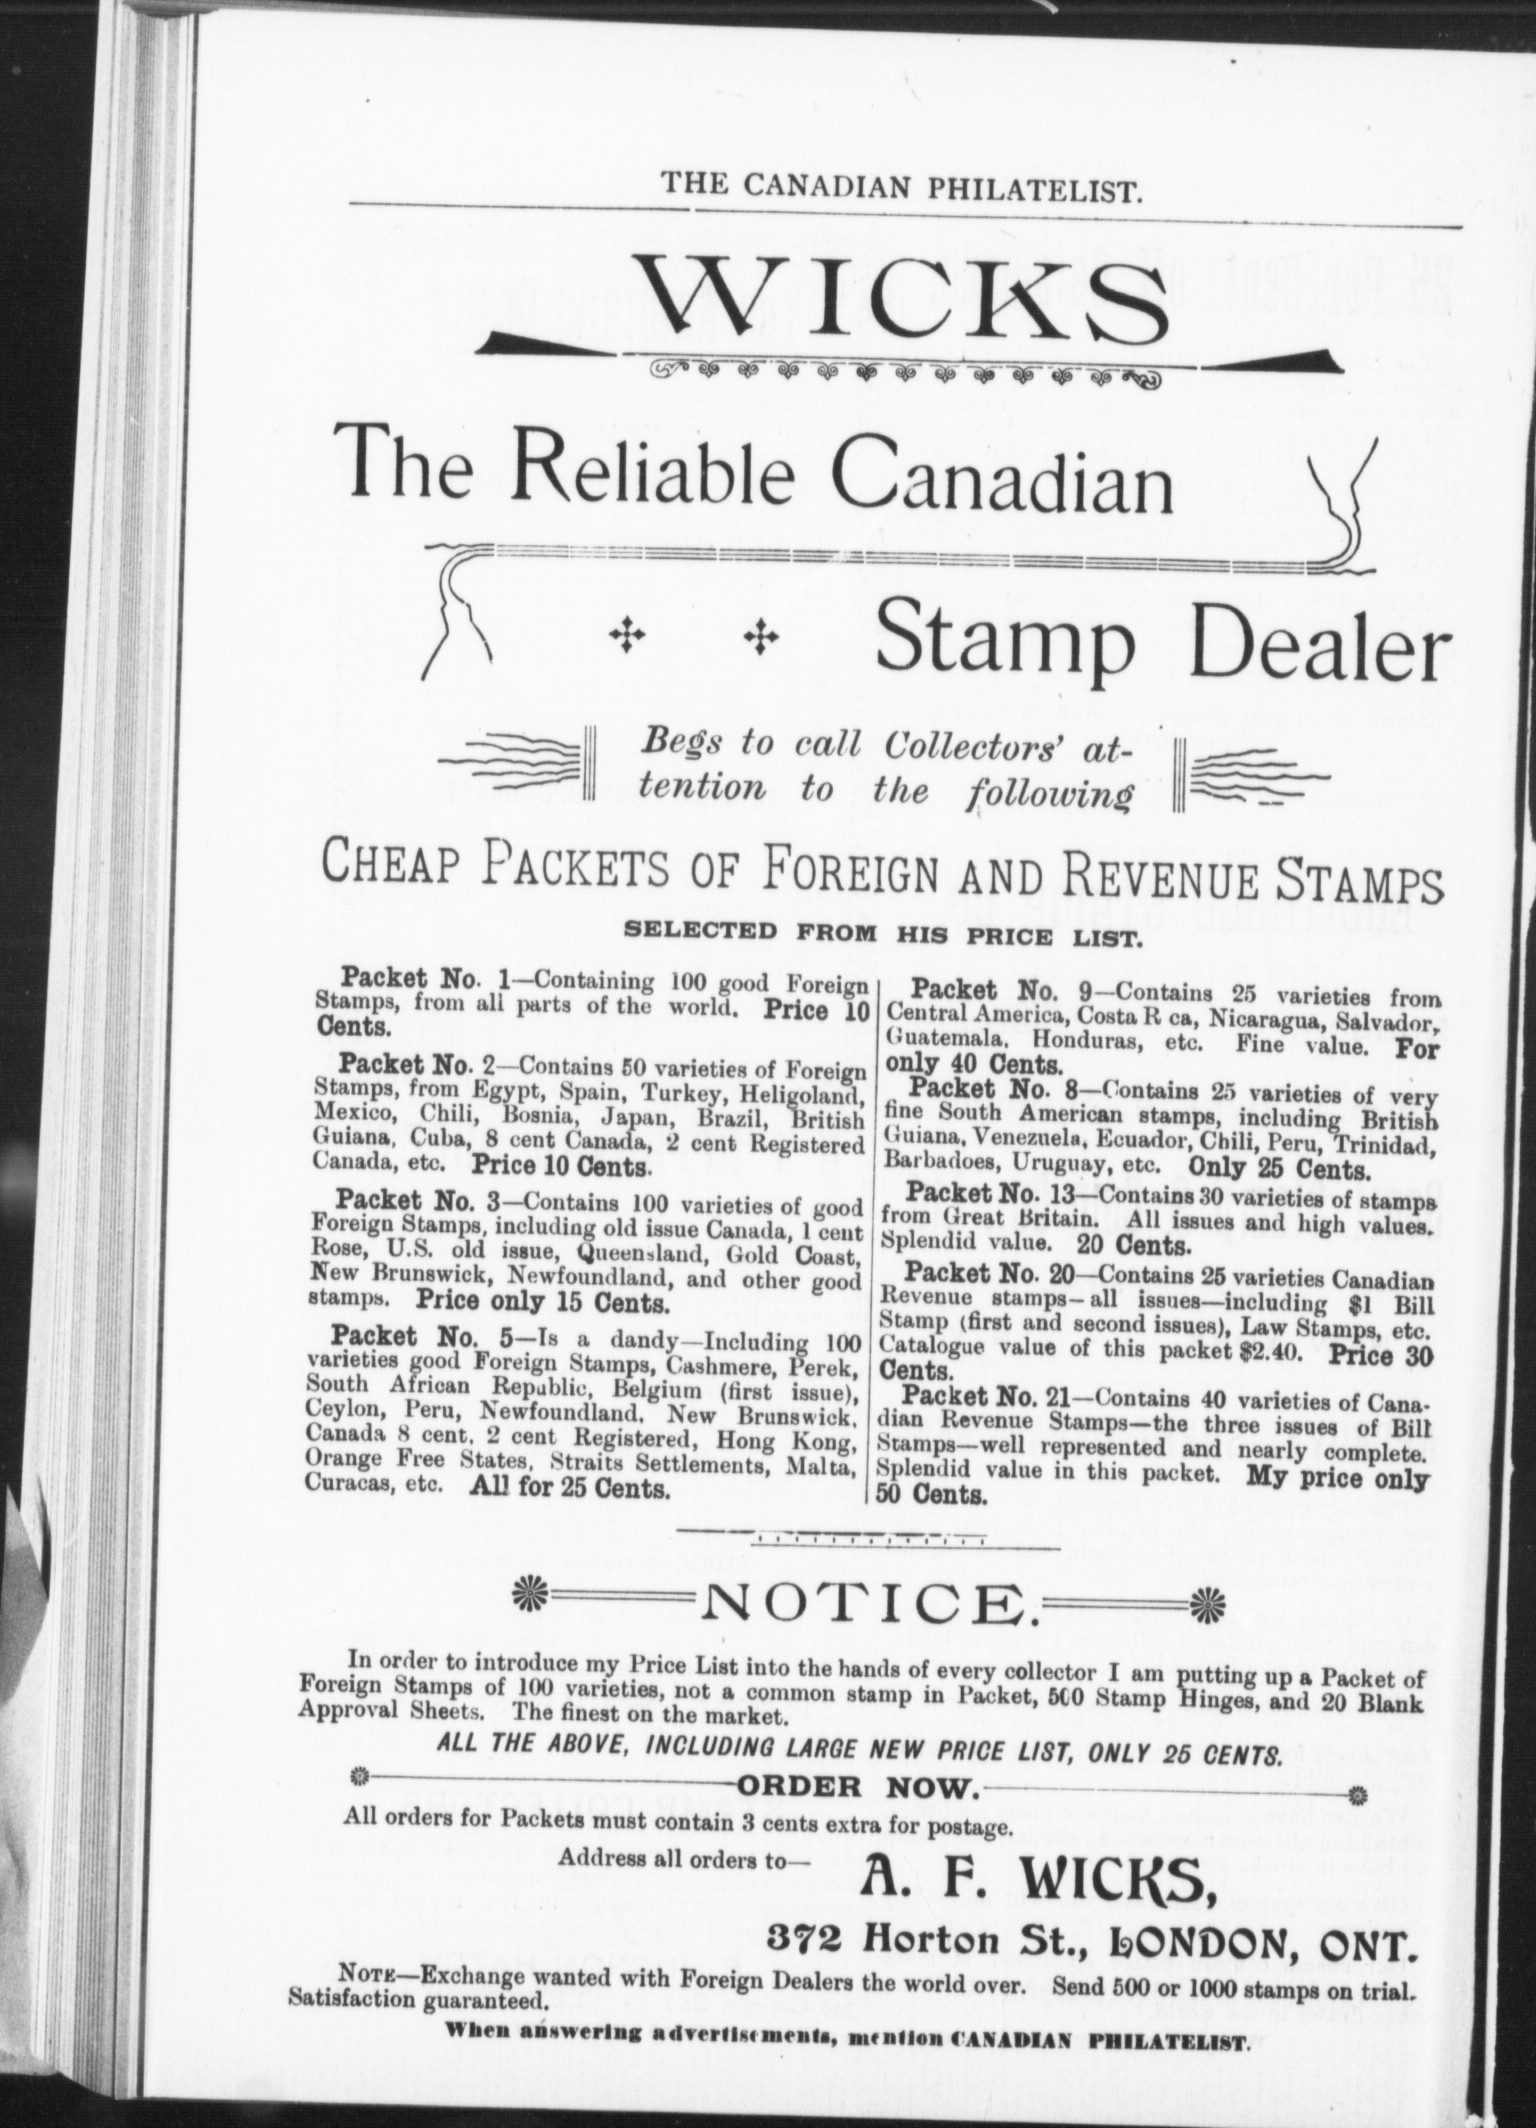 THE CANADIAN PHILATELIST.
WICKS
The Reliable Canadian
Stamp Dealer
Begs to call Collectors' at-
tention to the following
CHEAP PACKETS OF FOREIGN AND REVENUE STAMPS
SELECTED FROM HIS PRICE LIST.
Packet No. 1—Containing 100 good Foreign
Stamps, from all parts of the world. Price 10
Cents.
Packet No. 2—Contains 50 varieties of Foreign
Stamps, from Egypt, Spain, Turkey, Heligoland,
Mexico, Chili, Bosnia, Japan, Brazil, British
Guiana, Cuba, 8 cent Canada, 2 cent Registered
Canada, etc. Price 10 Cents.
Packet No. 3—Contains 100 varieties of good
Foreign Stamps, including old issue Canada, 1 cent
Rose, U.S. old issue, Queensland, Gold Coast,
New Brunswick, Newfoundland, and other good
stamps. Price only 15 Cents.
Packet No. 5—Is a dandy—Including 100
varieties good Foreign Stamps, Cashmere, Perek,
South African Republic, Belgium (first issue),
Ceylon, Peru, Newfoundland. New Brunswick.
Canada 8 cent. 2 cent Registered, Hong Kong,
Orange Free States, Straits Settlements, Malta,
Curacas, etc. All for 25 Cents.
Packet No. 9—Contains 25 varieties from
Central America, Costa R ca, Nicaragua, Salvador,
Guatemala. Honduras, etc. Fine value. For
only 40 Cents.
Packet No. 8—Contains 25 varieties of very
fine South American stamps, including British
Guiana, Venezuela, Ecuador, Chili, Peru, Trinidad,
Barbadoes, Uruguay, etc. Only 25 Cents.
Packet No. 13—Contains 30 varieties of stamps
from Great Britain. All issues and high values.
Splendid value. 20 Cents.
Packet No. 20—Contains 25 varieties Canadian
Revenue stamps—all issues—including $1 Bill
Stamp (first and second issues), Law Stamps, etc.
Catalogue value of this packet $2.40. Price 30
Cents.
Packet No. 21—Contains 40 varieties of Cana-
dian Revenue Stamps—the three issues of Bill
Stamps—well represented and nearly complete.
Splendid value in this packet. My price only
50 Cents.
NOTICE.
In order to introduce my Price List into the hands of every collector I am putting up a Packet of
Foreign Stamps of 100 varieties, not a common stamp in Packet, 500 Stamp Hinges, and 20 Blank
Approval Sheets. The finest on the market.
ALL THE ABOVE, INCLUDING LARGE NEW PRICE LIST, ONLY 25 CENTS.
ORDER NOW.
All orders for Packets must contain 3 cents extra for postage.
Address all orders to—
A. F. WICKS,
372 Horton St., LONDON, ONT.
NOTE—Exchange wanted with Foreign Dealers the world over. Send 500 or 1000 stamps on trial.
Satisfaction guaranteed.
When answering advertisements, mention CANADIAN PHILATELIST.